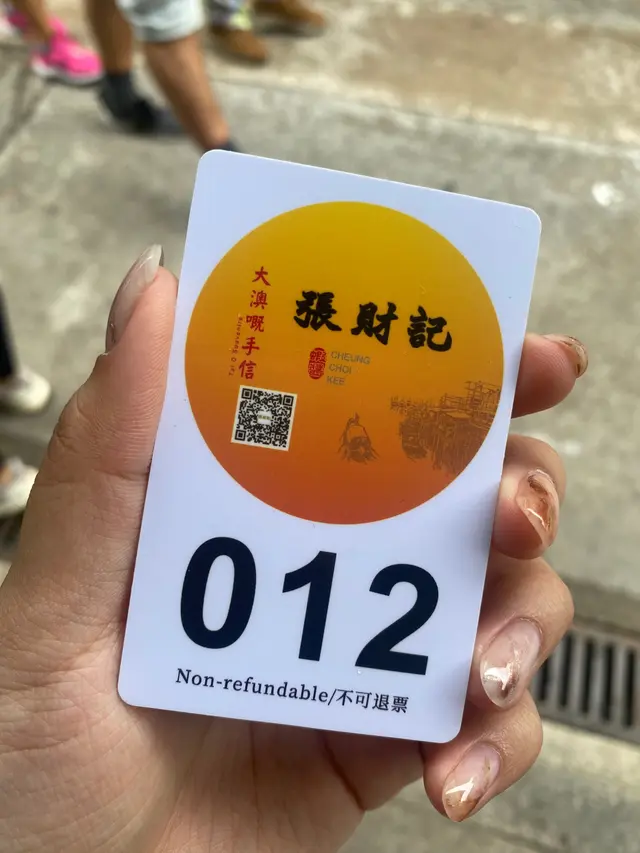 大澳嘅手信
張財記
CHEUNG
CHOI
KEE
012
Non-refundable/不可退票